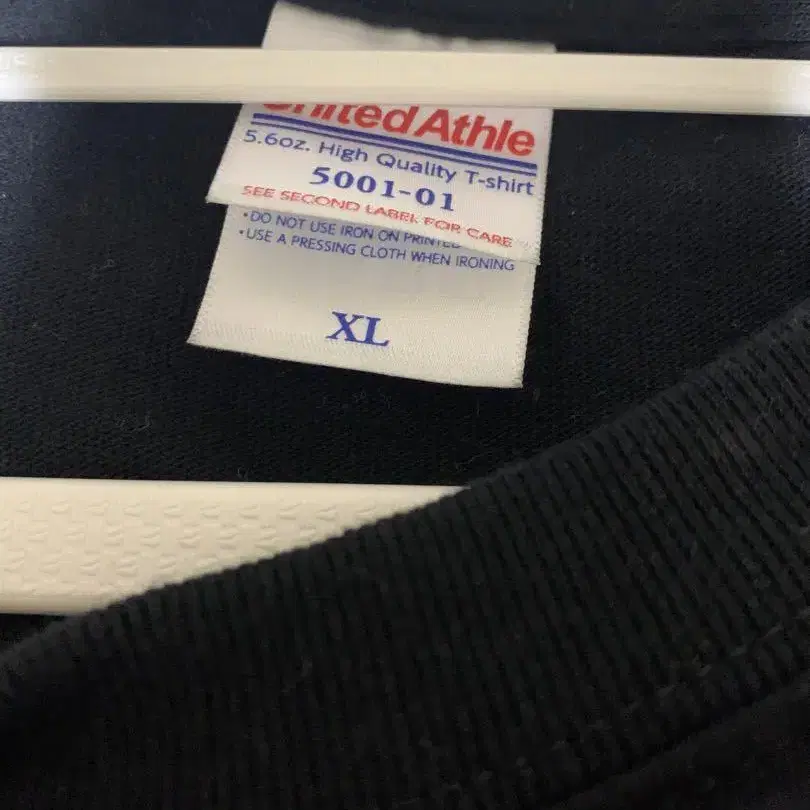 United Athle
5.6oz. High Quality T-shirt
5001-01
SEE SECOND LABEL FOR CARE
•DO NOT USE IRON ON PRINTED
•USE A PRESSING CLOTH WHEN IRONING
XL